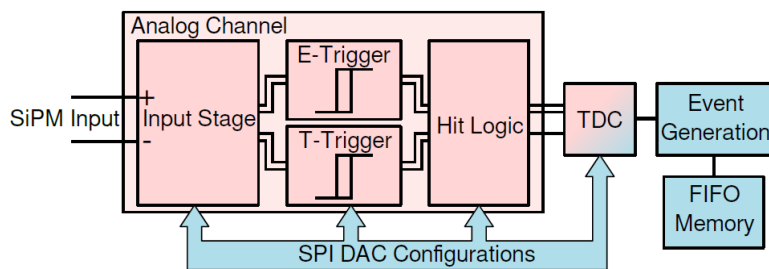 Analog Channel
SiPM Input
+
-
Input Stage
E-Trigger
T-Trigger
Hit Logic
TDC
Event
Generation
FIFO
Memory
SPI DAC Configurations